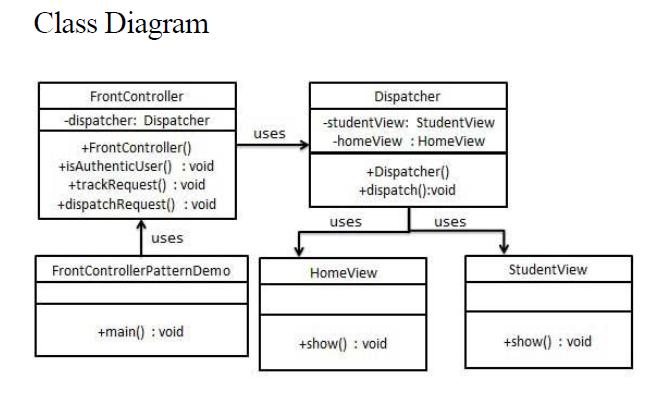 Class Diagram
FrontController
-dispatcher: Dispatcher
+FrontController()
+isAuthenticUser() : void
+trackRequest() : void
+dispatchRequest() : void
uses
Dispatcher
-studentView: StudentView
-homeView : HomeView
+Dispatcher()
+dispatch():void
uses
uses
uses
FrontControllerPatternDemo
+main() : void
HomeView
+show() : void
StudentView
+show() : void